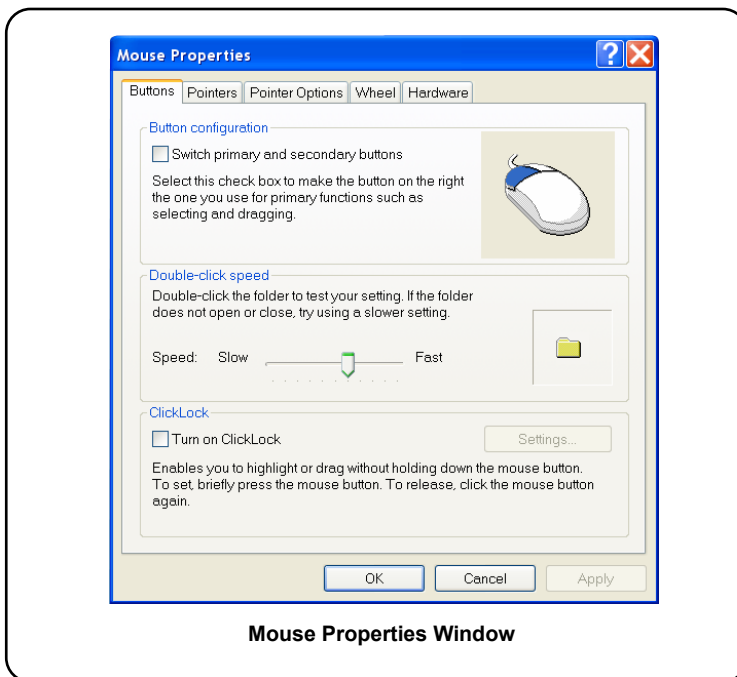 Mouse Properties
Buttons Pointers Pointer Options Wheel Hardware
Button configuration
Switch primary and secondary buttons
Select this check box to make the button on the right
the one you use for primary functions such as
selecting and dragging.
Double-click speed
Double-click the folder to test your setting. If the folder
does not open or close, try using a slower setting.
Speed: Slow Fast
ClickLock
Turn on ClickLock Settings...
Enables you to highlight or drag without holding down the mouse button.
To set, briefly press the mouse button. To release, click the mouse button
again.
OK Cancel Apply
Mouse Properties Window